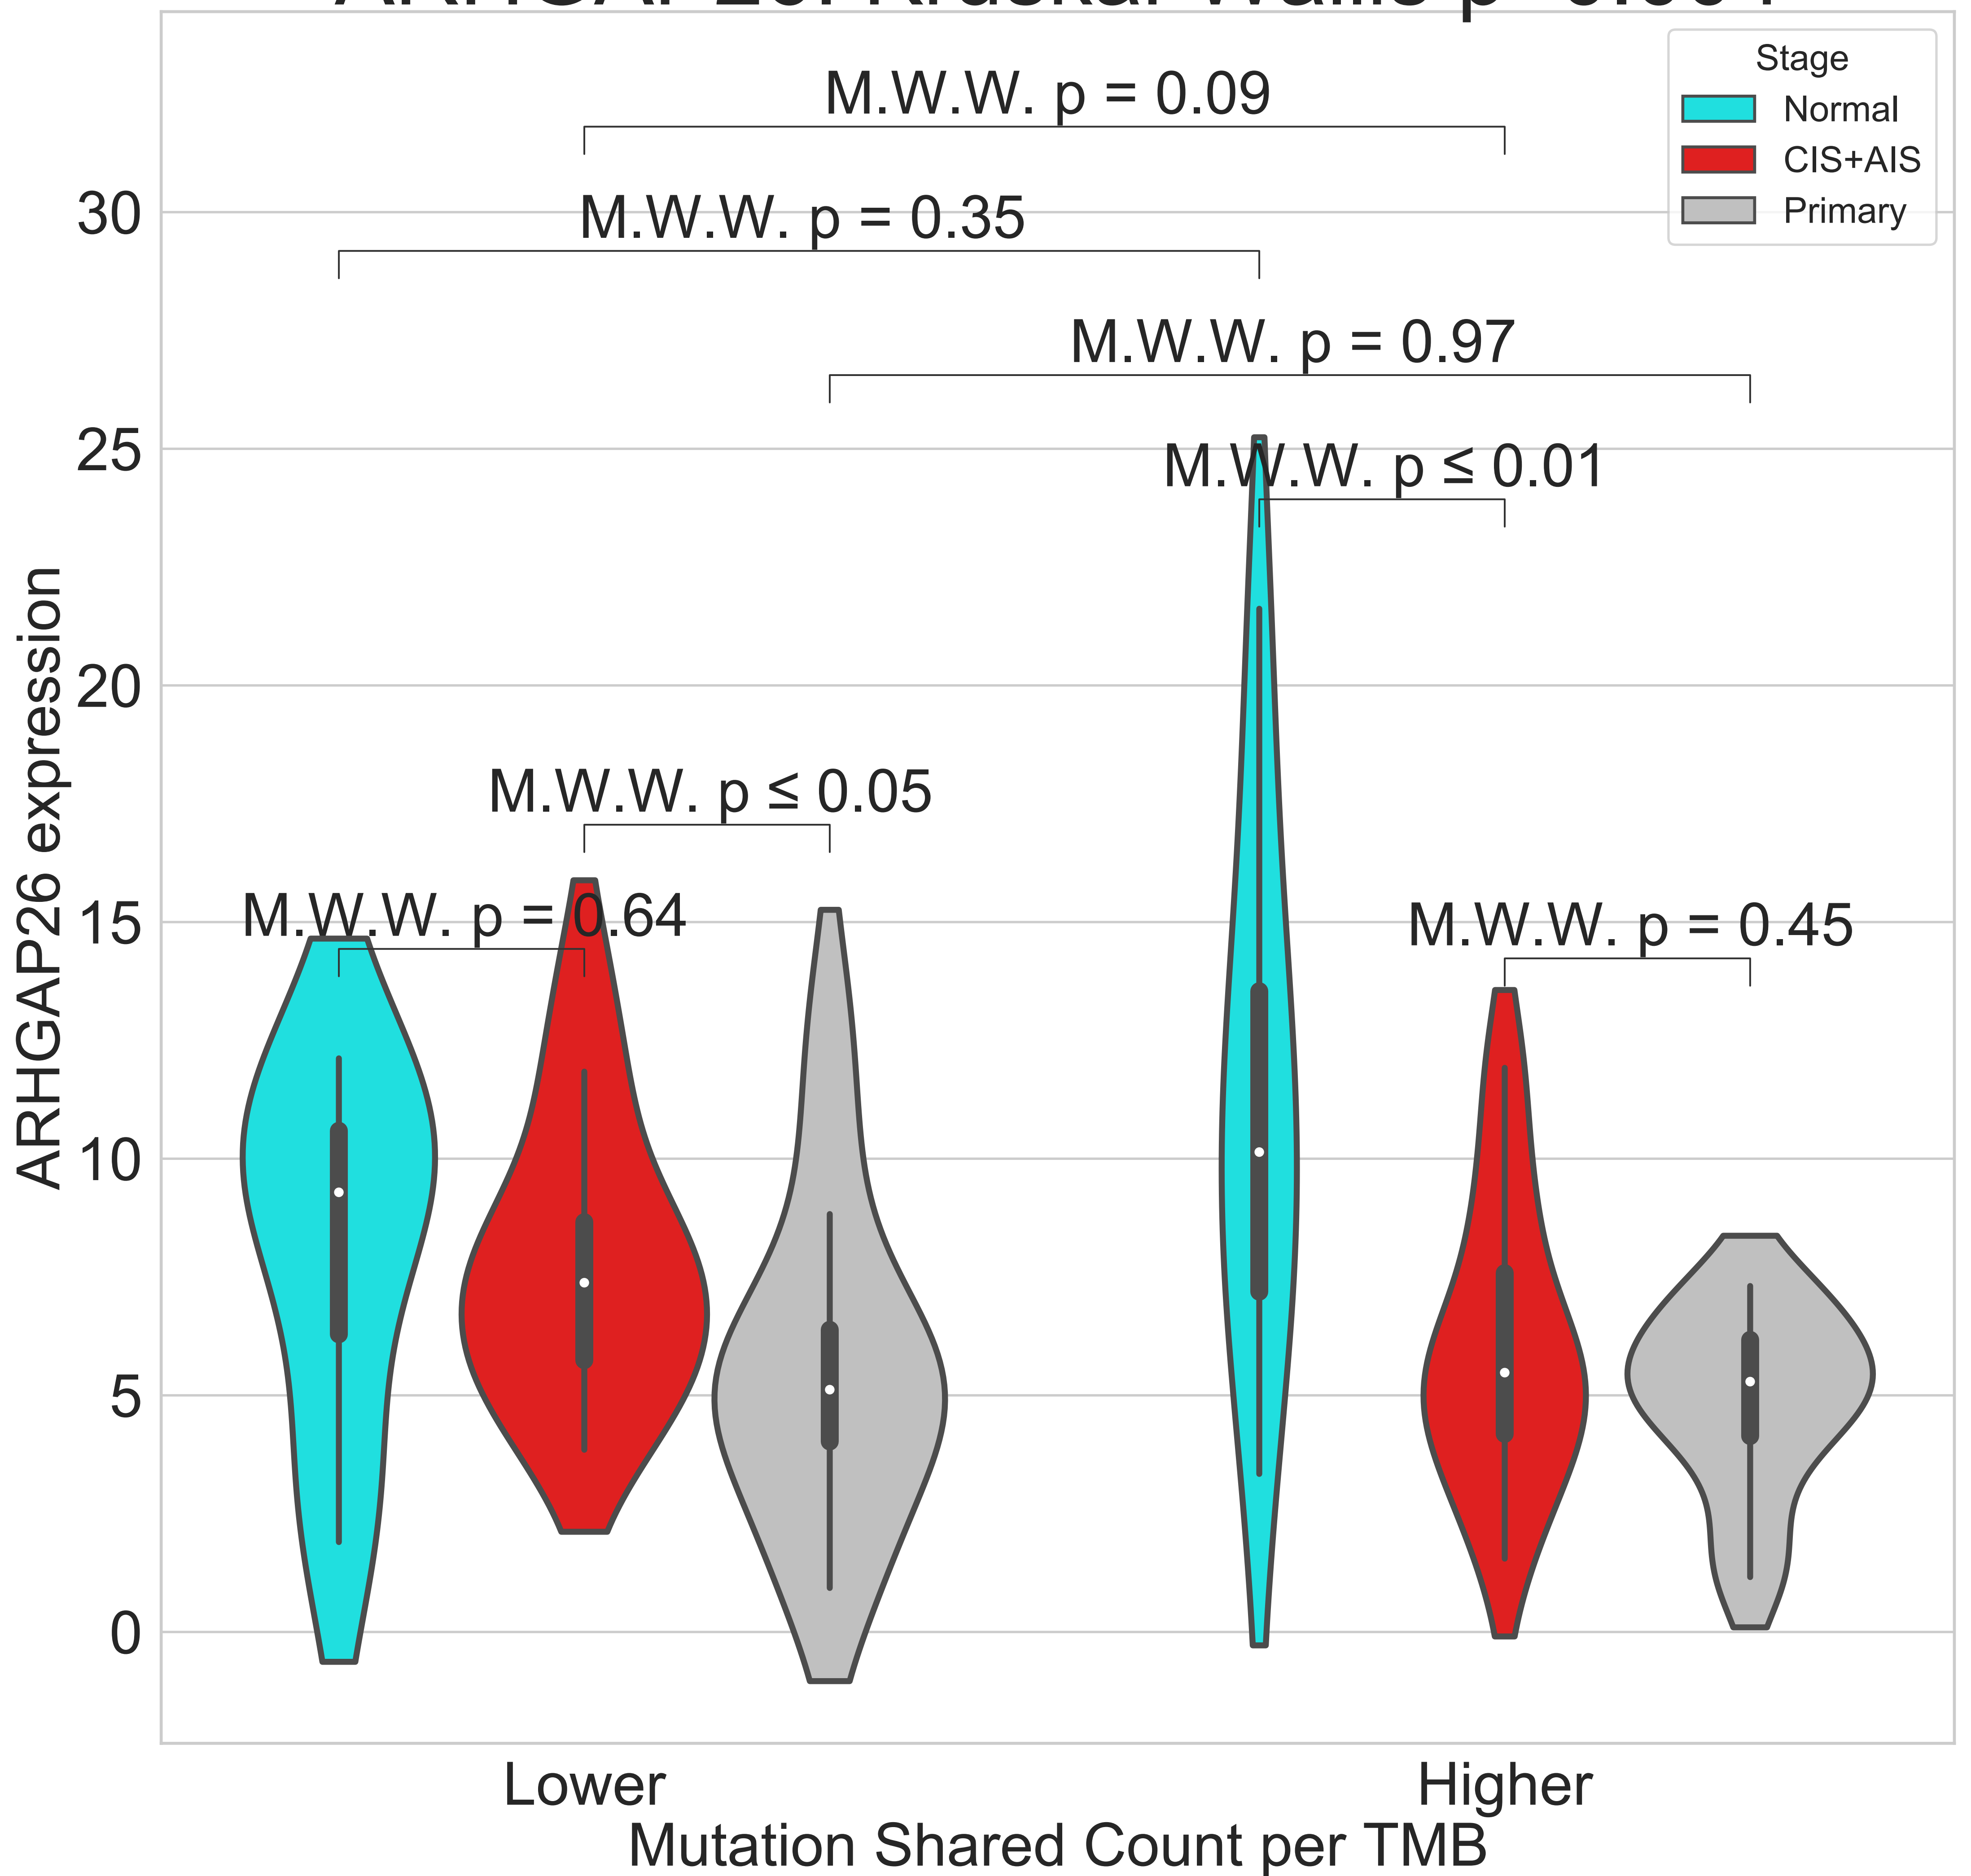 Stage
Normal
CIS+AIS
Primary
M.W.W. p = 0.09
M.W.W. p = 0.35
M.W.W. p = 0.97
M.W.W. p ≤ 0.01
M.W.W. p ≤ 0.05
M.W.W. p = 0.64
M.W.W. p = 0.45
30
25
20
15
10
5
0
ARHGAP26 expression
Lower
Higher
Mutation Shared Count per TMB